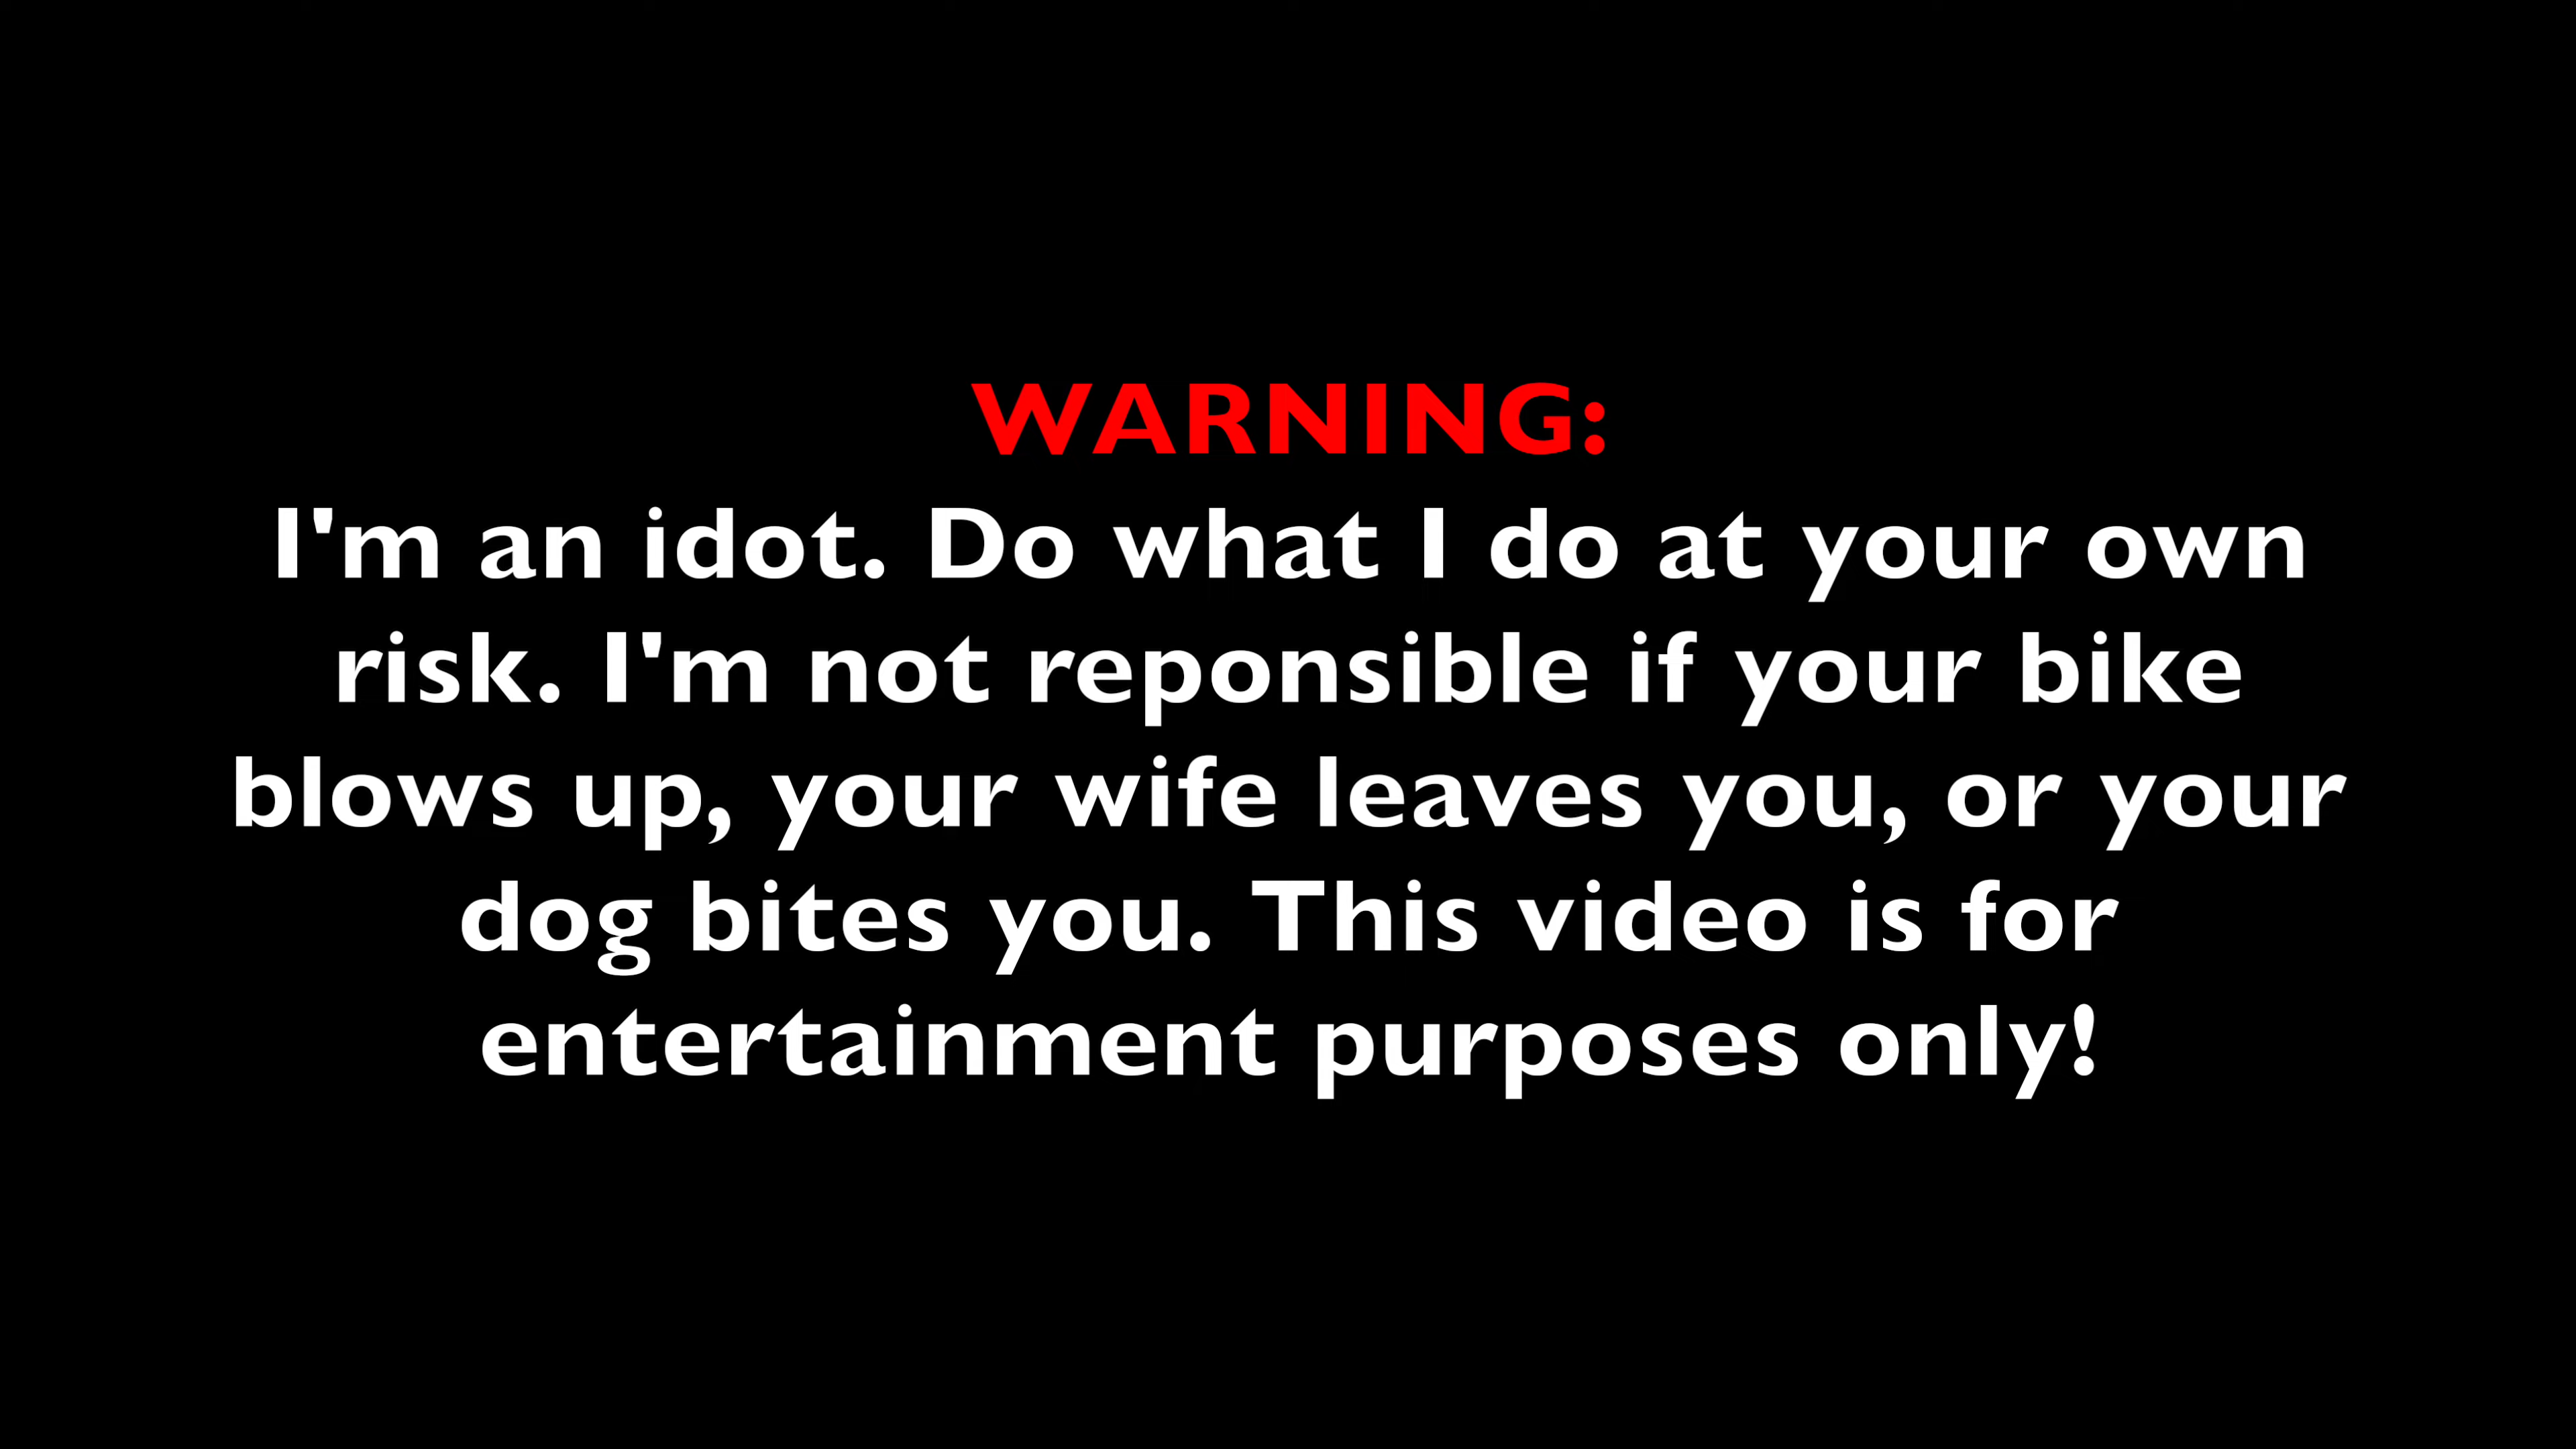 WARNING:
I'm an idot. Do what I do at your own
risk. I'm not reponsible if your bike
blows up, your wife leaves you, or your
dog bites you. This video is for
entertainment purposes only!